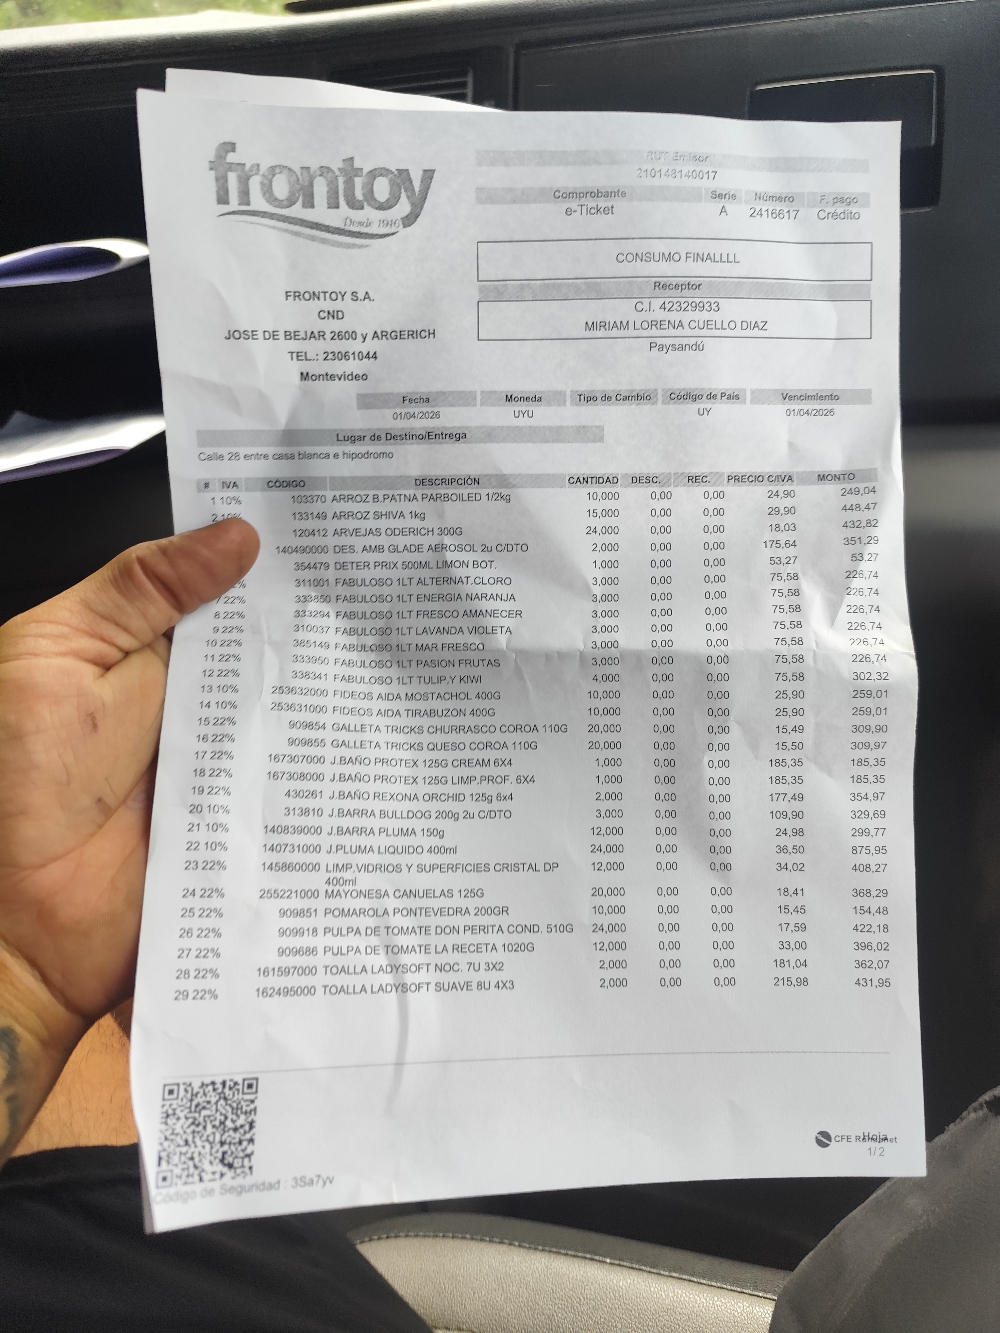 frontoy
Desde 1916
RUT Emisor
210148140017
Comprobante Serie Número F. pago
e-Ticket A 2416617 Crédito
CONSUMO FINALLLL
Receptor
C.I. 42329933
MIRIAM LORENA CUELLO DIAZ
Paysandú
FRONTOY S.A.
CND
JOSE DE BEJAR 2600 y ARGERICH
TEL.: 23061044
Montevideo
Fecha Moneda Tipo de Cambio Código de País Vencimiento
01/04/2026 UYU UY 01/04/2026
Lugar de Destino/Entrega
Calle 28 entre casa blanca e hipodromo
# IVA CÓDIGO DESCRIPCIÓN CANTIDAD DESC. REC. PRECIO C/IVA MONTO
1 10% 103370 ARROZ B.PATNA PARBOILED 1/2kg 10,000 0,00 0,00 24,90 249,04
2 10% 133149 ARROZ SHIVA 1kg 15,000 0,00 0,00 29,90 448,47
120412 ARVEJAS ODERICH 300G 24,000 0,00 0,00 18,03 432,82
140490000 DES. AMB GLADE AEROSOL 2u C/DTO 2,000 0,00 0,00 175,64 351,29
354479 DETER PRIX 500ML LIMON BOT. 1,000 0,00 0,00 53,27 53,27
311001 FABULOSO 1LT ALTERNAT.CLORO 3,000 0,00 0,00 75,58 226,74
7 22% 333850 FABULOSO 1LT ENERGIA NARANJA 3,000 0,00 0,00 75,58 226,74
8 22% 333294 FABULOSO 1LT FRESCO AMANECER 3,000 0,00 0,00 75,58 226,74
9 22% 310037 FABULOSO 1LT LAVANDA VIOLETA 3,000 0,00 0,00 75,58 226,74
10 22% 385149 FABULOSO 1LT MAR FRESCO 3,000 0,00 0,00 75,58 226,74
11 22% 333950 FABULOSO 1LT PASION FRUTAS 3,000 0,00 0,00 75,58 226,74
12 22% 338341 FABULOSO 1LT TULIP.Y KIWI 4,000 0,00 0,00 75,58 302,32
13 10% 253632000 FIDEOS AIDA MOSTACHOL 400G 10,000 0,00 0,00 25,90 259,01
14 10% 253631000 FIDEOS AIDA TIRABUZON 400G 10,000 0,00 0,00 25,90 259,01
15 22% 909854 GALLETA TRICKS CHURRASCO COROA 110G 20,000 0,00 0,00 15,49 309,90
16 22% 909855 GALLETA TRICKS QUESO COROA 110G 20,000 0,00 0,00 15,50 309,97
17 22% 167307000 J.BAÑO PROTEX 125G CREAM 6X4 1,000 0,00 0,00 185,35 185,35
18 22% 167308000 J.BAÑO PROTEX 125G LIMP.PROF. 6X4 1,000 0,00 0,00 185,35 185,35
19 22% 430261 J.BAÑO REXONA ORCHID 125g 6x4 2,000 0,00 0,00 177,49 354,97
20 10% 313810 J.BARRA BULLDOG 200g 2u C/DTO 3,000 0,00 0,00 109,90 329,69
21 10% 140839000 J.BARRA PLUMA 150g 12,000 0,00 0,00 24,98 299,77
22 10% 140731000 J.PLUMA LIQUIDO 400ml 24,000 0,00 0,00 36,50 875,95
23 22% 145860000 LIMP.VIDRIOS Y SUPERFICIES CRISTAL DP 12,000 0,00 0,00 34,02 408,27
400ml
24 22% 255221000 MAYONESA CANUELAS 125G 20,000 0,00 0,00 18,41 368,29
25 22% 909851 POMAROLA PONTEVEDRA 200GR 10,000 0,00 0,00 15,45 154,48
26 22% 909918 PULPA DE TOMATE DON PERITA COND. 510G 24,000 0,00 0,00 17,59 422,18
27 22% 909686 PULPA DE TOMATE LA RECETA 1020G 12,000 0,00 0,00 33,00 396,02
28 22% 161597000 TOALLA LADYSOFT NOC. 7U 3X2 2,000 0,00 0,00 181,04 362,07
29 22% 162495000 TOALLA LADYSOFT SUAVE 8U 4X3 2,000 0,00 0,00 215,98 431,95
CFE
Hoja
1/ 2
Código de Seguridad : 3Sa7yv